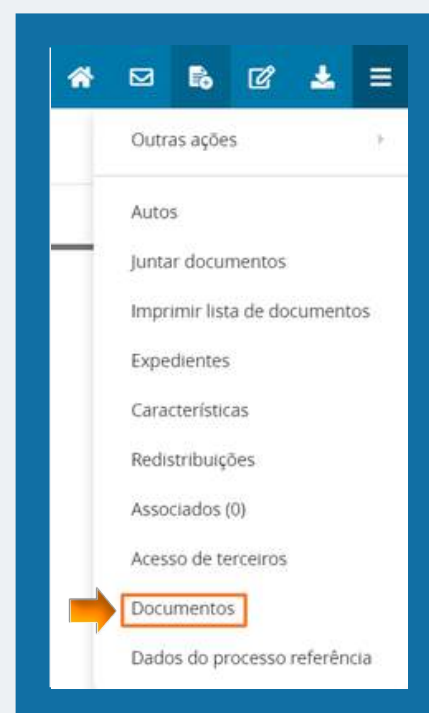 Outras ações
Autos
Juntar documentos
Imprimir lista de documentos
Expedientes
Características
Redistribuições
Associados (0)
Acesso de terceiros
Documentos
Dados do processo referência